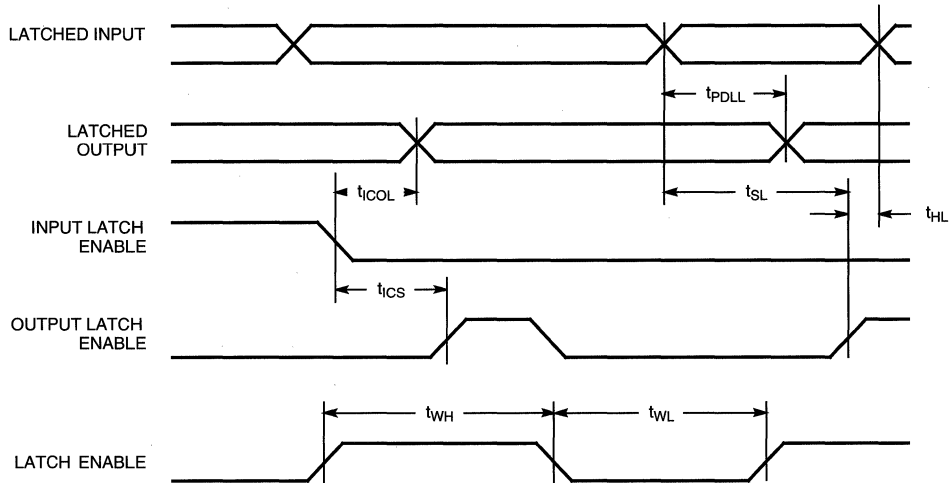 LATCHED INPUT
tPDLL
LATCHED
OUTPUT
tICOL
tSL
tHL
INPUT LATCH
ENABLE
tICS
OUTPUT LATCH
ENABLE
tWH
tWL
LATCH ENABLE